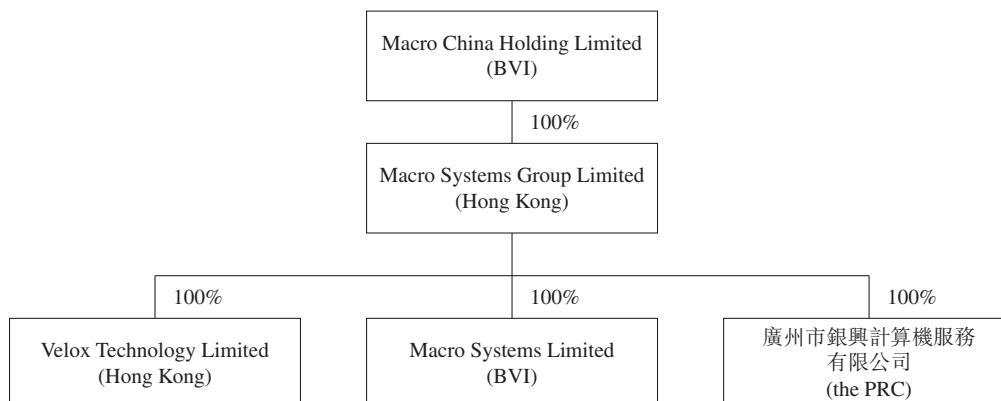 Macro China Holding Limited
(BVI)
100%
Macro Systems Group Limited
(Hong Kong)
100%
100%
100%
Velox Technology Limited
(Hong Kong)
Macro Systems Limited
(BVI)
廣州市銀興計算機服務
有限公司
(the PRC)